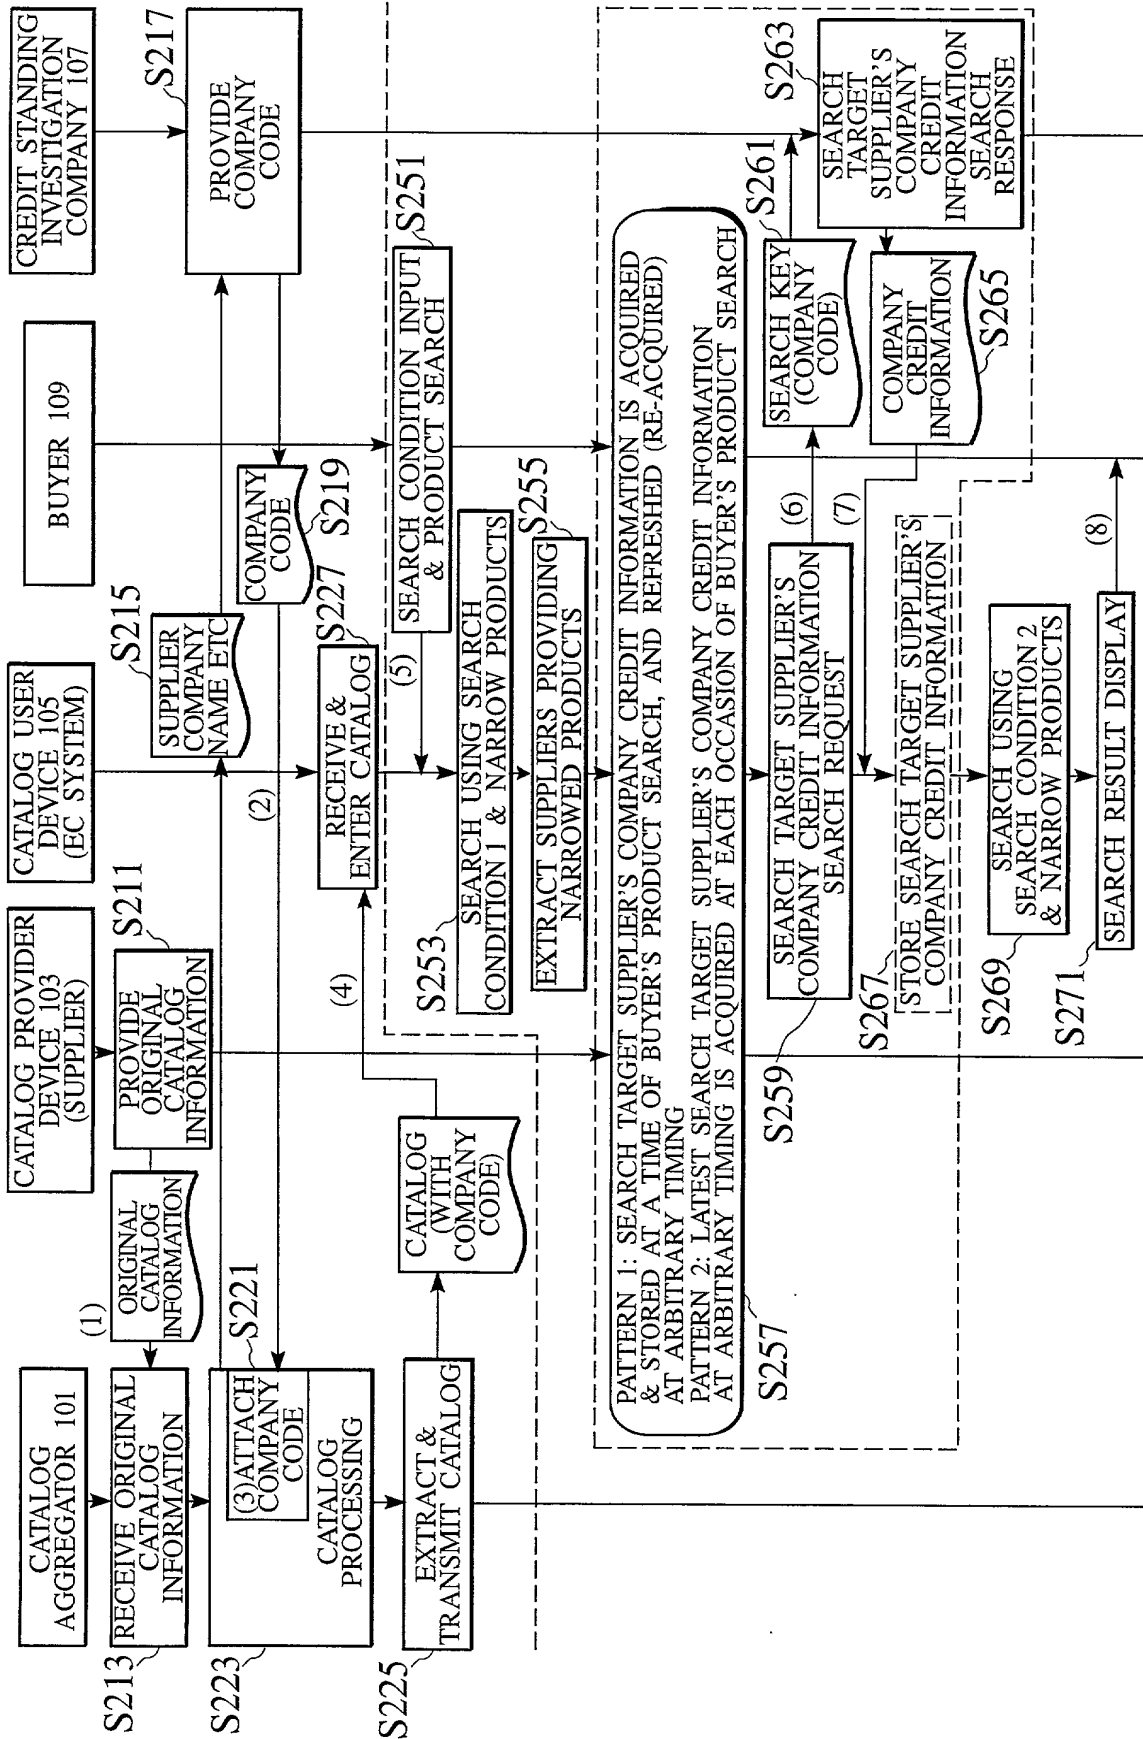 CATALOG
AGGREGATOR 101
CATALOG PROVIDER
DEVICE 103
(SUPPLIER)
CATALOG USER
DEVICE 105
(EC SYSTEM)
BUYER 109
CREDIT STANDING
INVESTIGATION
COMPANY 107
S213
RECEIVE ORIGINAL
CATALOG
INFORMATION
(1)
ORIGINAL
CATALOG
INFORMATION
PROVIDE
ORIGINAL
CATALOG
INFORMATION
S211
SUPPLIER
COMPANY
NAME ETC
S215
PROVIDE
COMPANY
CODE
S217
S223
(3)ATTACH
COMPANY
CODE
S221
CATALOG
PROCESSING
(2)
COMPANY
CODE
S219
S225
EXTRACT &
TRANSMIT CATALOG
CATALOG
(WITH
COMPANY
CODE)
(4)
RECEIVE &
ENTER CATALOG
S227
SEARCH CONDITION INPUT
& PRODUCT SEARCH
S251
(5)
S253
SEARCH USING SEARCH
CONDITION 1 & NARROW PRODUCTS
EXTRACT SUPPLIERS PROVIDING
NARROWED PRODUCTS
S255
PATTERN 1: SEARCH TARGET SUPPLIER'S COMPANY CREDIT INFORMATION IS ACQUIRED
& STORED AT A TIME OF BUYER'S PRODUCT SEARCH, AND REFRESHED (RE-ACQUIRED)
AT ARBITRARY TIMING
PATTERN 2: LATEST SEARCH TARGET SUPPLIER'S COMPANY CREDIT INFORMATION
AT ARBITRARY TIMING IS ACQUIRED AT EACH OCCASION OF BUYER'S PRODUCT SEARCH
S257
S259
SEARCH TARGET SUPPLIER'S
COMPANY CREDIT INFORMATION
SEARCH REQUEST
(6)
SEARCH KEY
(COMPANY
CODE)
S261
SEARCH
TARGET
SUPPLIER'S
COMPANY
CREDIT
INFORMATION
SEARCH
RESPONSE
S263
(7)
COMPANY
CREDIT
INFORMATION
S265
S267
STORE SEARCH TARGET SUPPLIER'S
COMPANY CREDIT INFORMATION
S269
SEARCH USING
SEARCH CONDITION 2
& NARROW PRODUCTS
S271
SEARCH RESULT DISPLAY
(8)